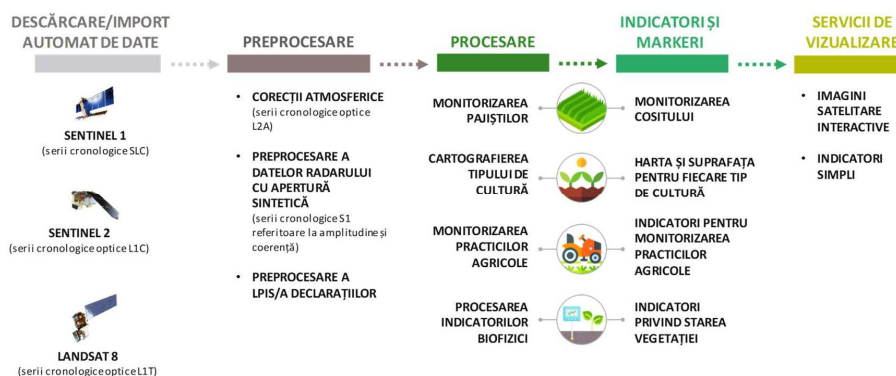 DESCĂRCARE/IMPORT
AUTOMAT DE DATE
PREPROCESARE
PROCESARE
INDICATORI ȘI
MARKERI
SERVICII DE
VIZUALIZARE
SENTINEL 1
(serii cronologice SLC)
SENTINEL 2
(serii cronologice optice L1C)
LANDSAT 8
(serii cronologice optice L1T)
• CORECȚII ATMOSFERICE
(serii cronologice optice
L2A)
• PREPROCESARE A
DATELOR RADARULUI
CU APERTURĂ
SINTETICĂ
(serii cronologice S1
referitoare la amplitudine și
coerență)
• PREPROCESARE A
LPIS/A DECLARAȚIILOR
MONITORIZAREA
PAJIȘTILOR
CARTOGRAFIEREA
TIPULUI DE
CULTURĂ
MONITORIZAREA
PRACTICILOR
AGRICOLE
PROCESAREA
INDICATORILOR
BIOFIZICI
MONITORIZAREA
COSITULUI
HARTA ȘI SUPRAFAȚA
PENTRU FIECARE TIP
DE CULTURĂ
INDICATORI PENTRU
MONITORIZAREA
PRACTICILOR
AGRICOLE
INDICATORI
PRIVIND STAREA
VEGETAȚIEI
• IMAGINI
SATELITARE
INTERACTIVE
• INDICATORI
SIMPLI